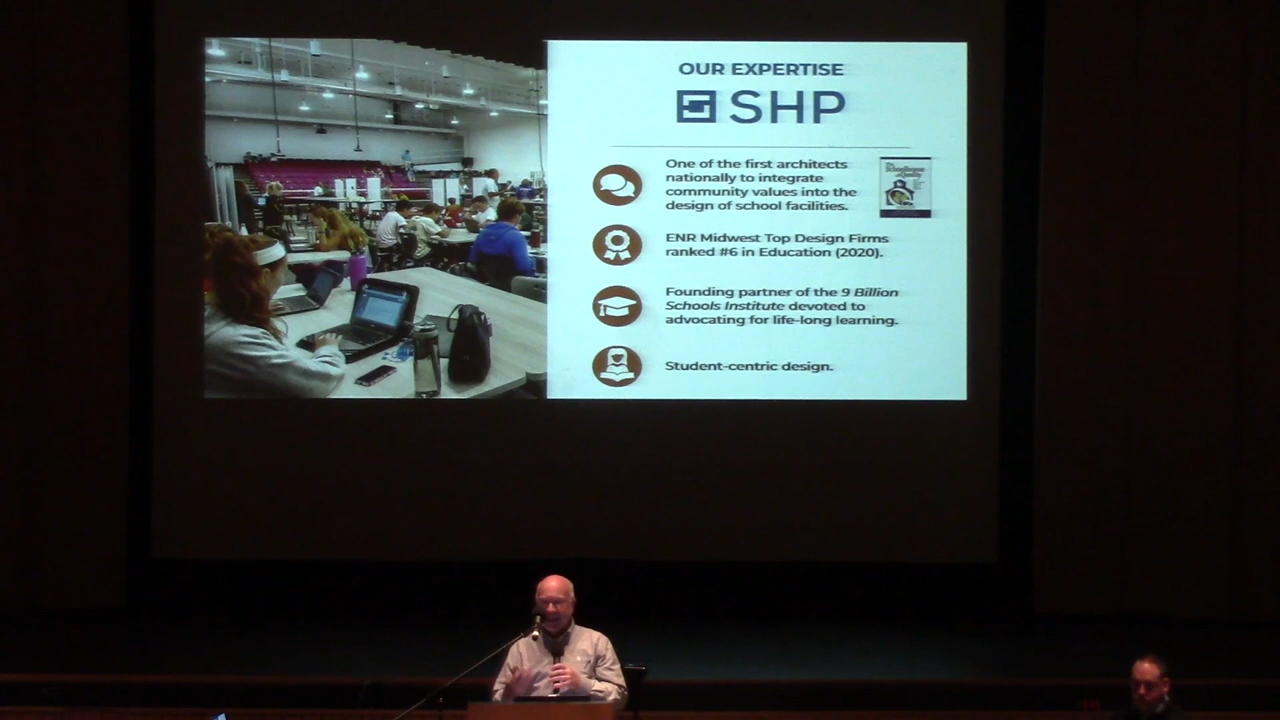 OUR EXPERTISE
SHP
One of the first architects
nationally to integrate
community values into the
design of school facilities.
ENR Midwest Top Design Firms
ranked #6 in Education (2020).
Founding partner of the 9 Billion
Schools Institute devoted to
advocating for life-long learning.
Student-centric design.